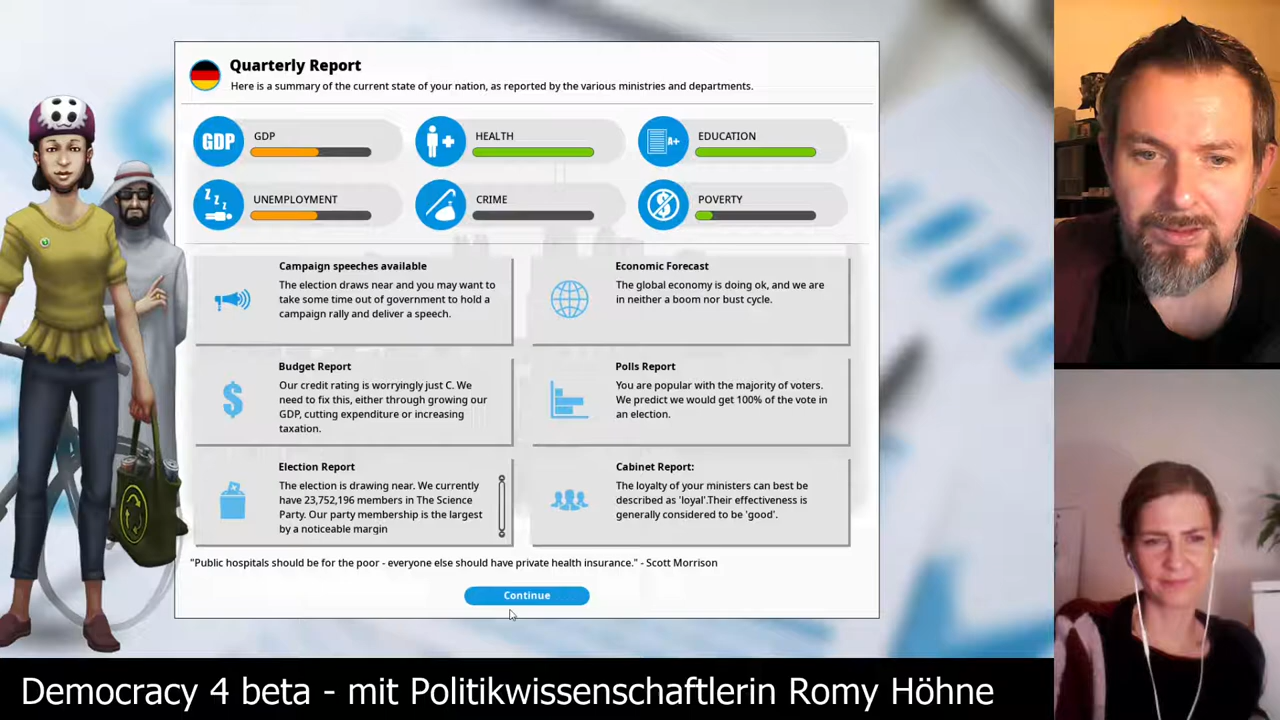 Quarterly Report
Here is a summary of the current state of your nation, as reported by the various ministries and departments.
GDP
GDP
HEALTH
A+
EDUCATION
Z Z Z
UNEMPLOYMENT
CRIME
POVERTY
Campaign speeches available
The election draws near and you may want
to take some time out of government to hold a
campaign rally and deliver a speech.
Economic Forecast
The global economy is doing ok, and we are
in neither a boom nor bust cycle.
Budget Report
Our credit rating is worryingly just C. We
need to fix this, either through growing our
GDP, cutting expenditure or increasing
taxation.
Polls Report
You are popular with the majority of voters.
We predict we would get 100% of the vote in
an election.
Election Report
The election is drawing near. We currently
have 23,752,196 members in The Science
Party. Our party membership is the largest
by a noticeable margin
Cabinet Report:
The loyalty of your ministers can best be
described as 'loyal'.Their effectiveness is
generally considered to be 'good'.
"Public hospitals should be for the poor - everyone else should have private health insurance." - Scott Morrison
Continue
Democracy 4 beta - mit Politikwissenschaftlerin Romy Höhne